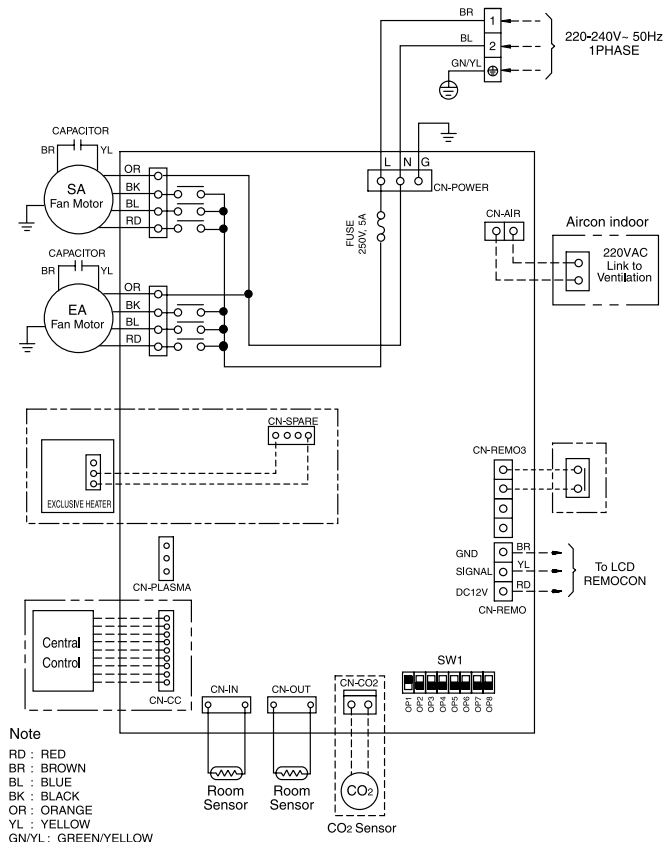 BR
1
BL
2
GN/YL
220-240V~ 50Hz
1PHASE
CAPACITOR
BR
YL
SA
Fan Motor
OR
BK
BL
RD
L
N
G
CN-POWER
FUSE
250V, 5A
CN-AIR
Aircon indoor
220VAC
Link to
Ventilation
CAPACITOR
BR
YL
EA
Fan Motor
OR
BK
BL
RD
CN-SPARE
EXCLUSIVE HEATER
CN-REMO3
CN-PLASMA
GND
BR
SIGNAL
YL
DC12V
RD
CN-REMO
To LCD
REMOCON
Central
Control
CN-CC
CN-IN
CN-OUT
CN-CO2
SW1
OP1
OP2
OP3
OP4
OP5
OP6
OP7
OP8
Room
Sensor
Room
Sensor
CO2
CO2 Sensor
Note
RD : RED
BR : BROWN
BL : BLUE
BK : BLACK
OR : ORANGE
YL : YELLOW
GN/YL : GREEN/YELLOW